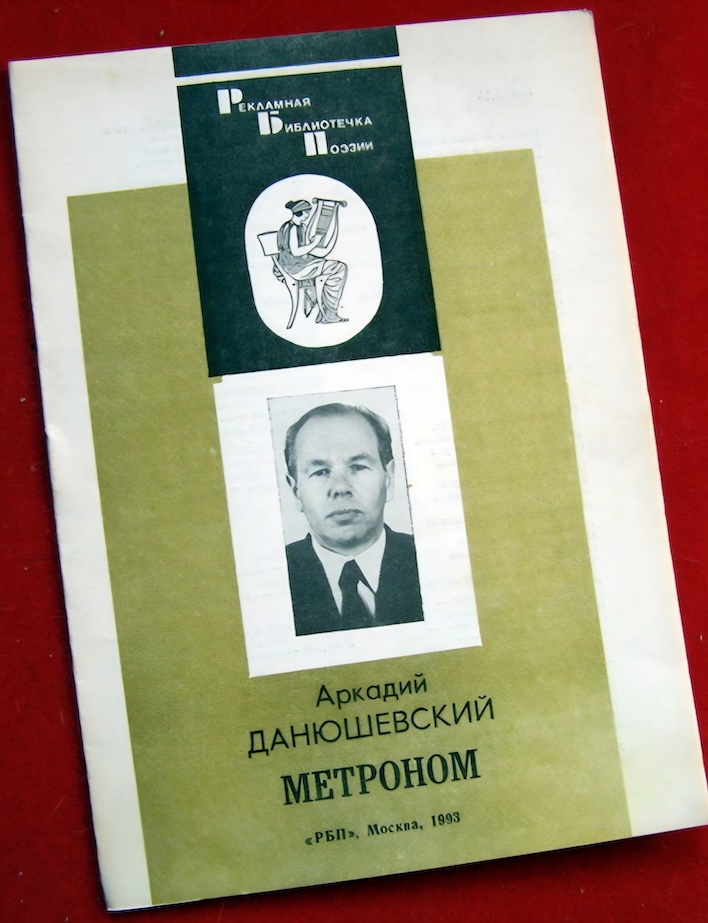 Рекламная
Библиотечка
Поэзии
Аркадий
ДАНЮШЕВСКИЙ
МЕТРОНОМ
«РБП», Москва, 1993